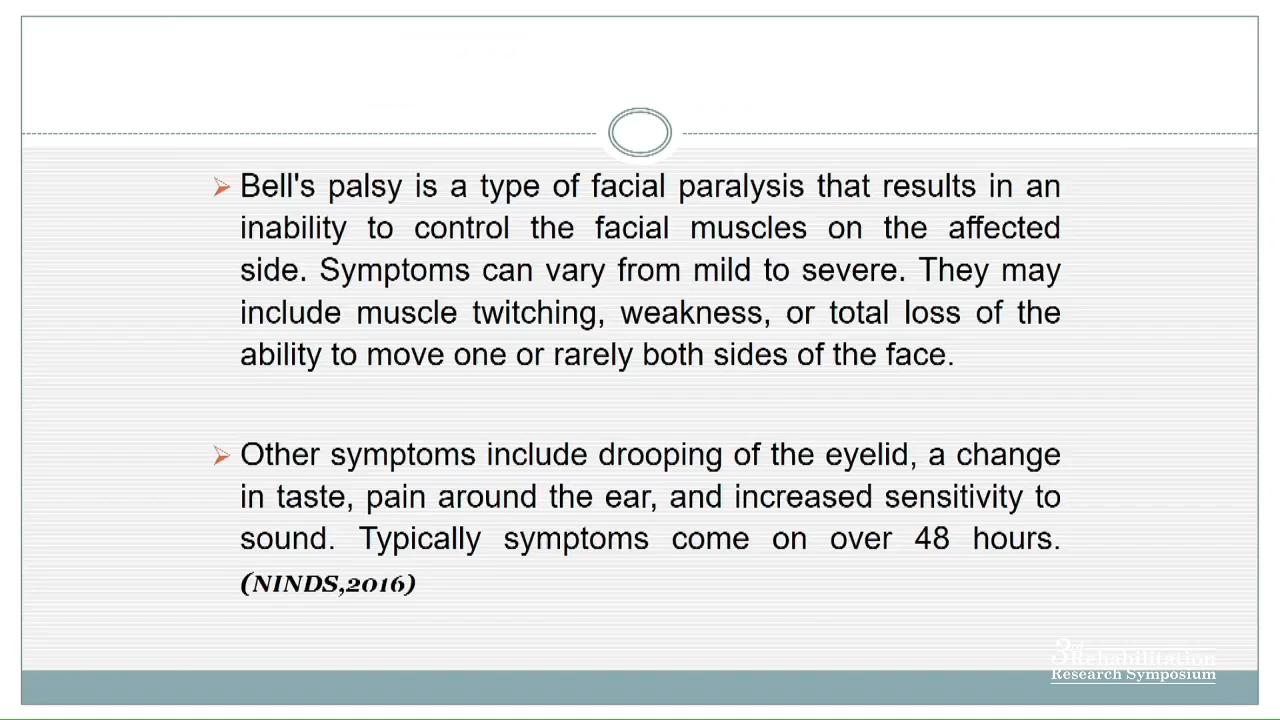 Bell's palsy is a type of facial paralysis that results in an
inability to control the facial muscles on the affected
side. Symptoms can vary from mild to severe. They may
include muscle twitching, weakness, or total loss of the
ability to move one or rarely both sides of the face.
Other symptoms include drooping of the eyelid, a change
in taste, pain around the ear, and increased sensitivity to
sound. Typically symptoms come on over 48 hours.
(NINDS,2016)
3rd
Rehabilitation
Research Symposium